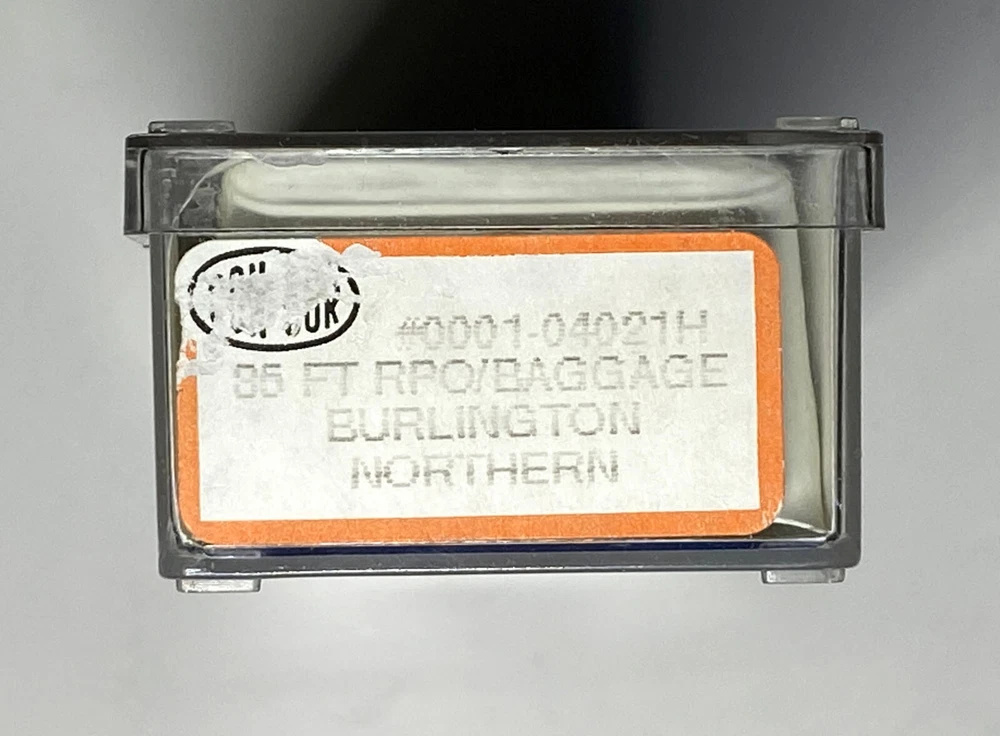 #0001-04021H
85 FT RPO/BAGGAGE
BURLINGTON
NORTHERN